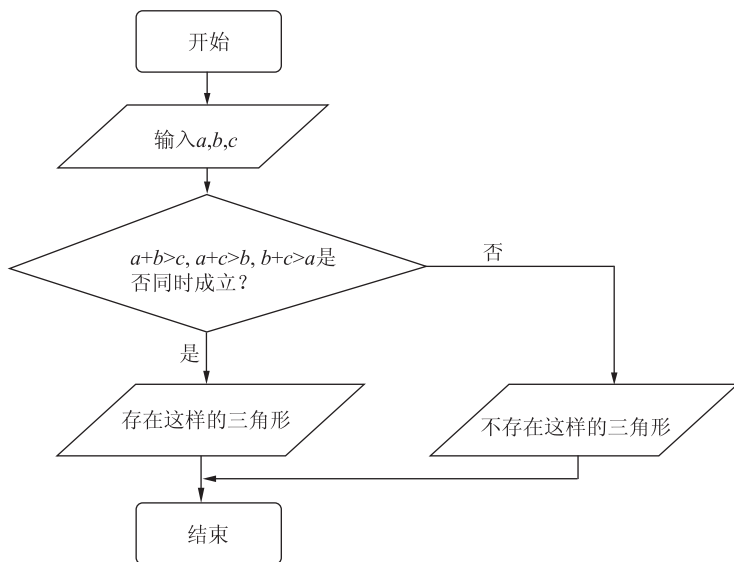 开始
输入a,b,c
a+b>c, a+c>b, b+c>a是
否同时成立?
否
是
存在这样的三角形
不存在这样的三角形
结束